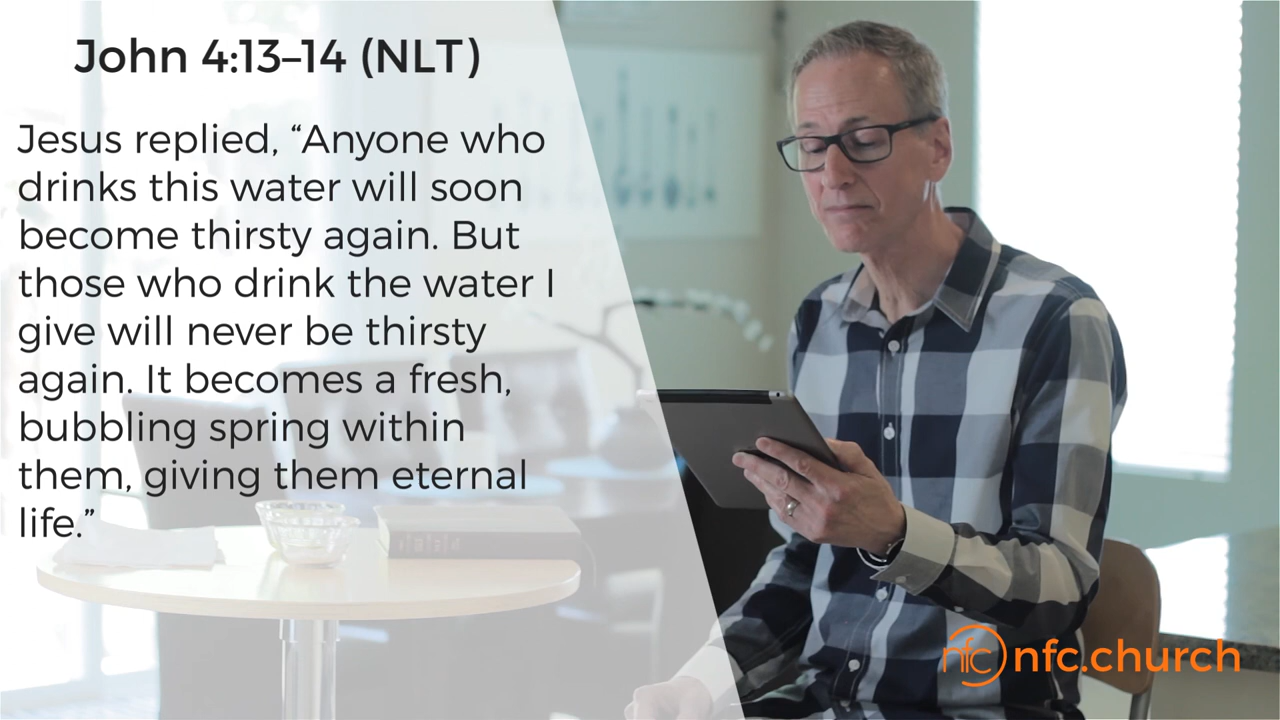 John 4:13–14 (NLT)
Jesus replied, “Anyone who
drinks this water will soon
become thirsty again. But
those who drink the water I
give will never be thirsty
again. It becomes a fresh,
bubbling spring within
them, giving them eternal
life.”
nfc nfc.church